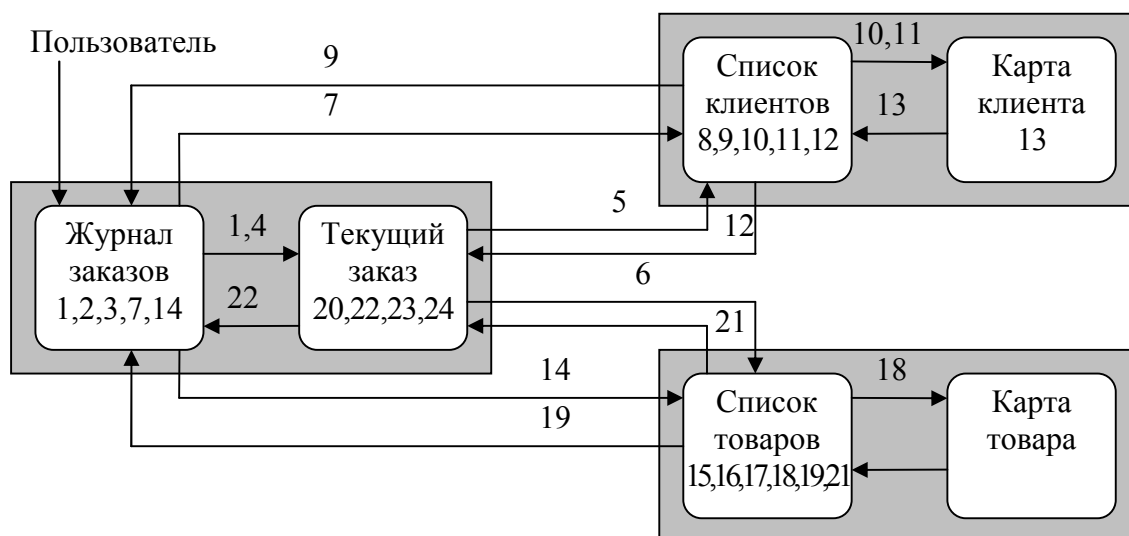 Пользователь
9
7
Список
клиентов
8,9,10,11,12
10,11
13
Карта
клиента
13
Журнал
заказов
1,2,3,7,14
1,4
22
Текущий
заказ
20,22,23,24
5
12
6
21
14
19
Список
товаров
15,16,17,18,19,21
18
Карта
товара